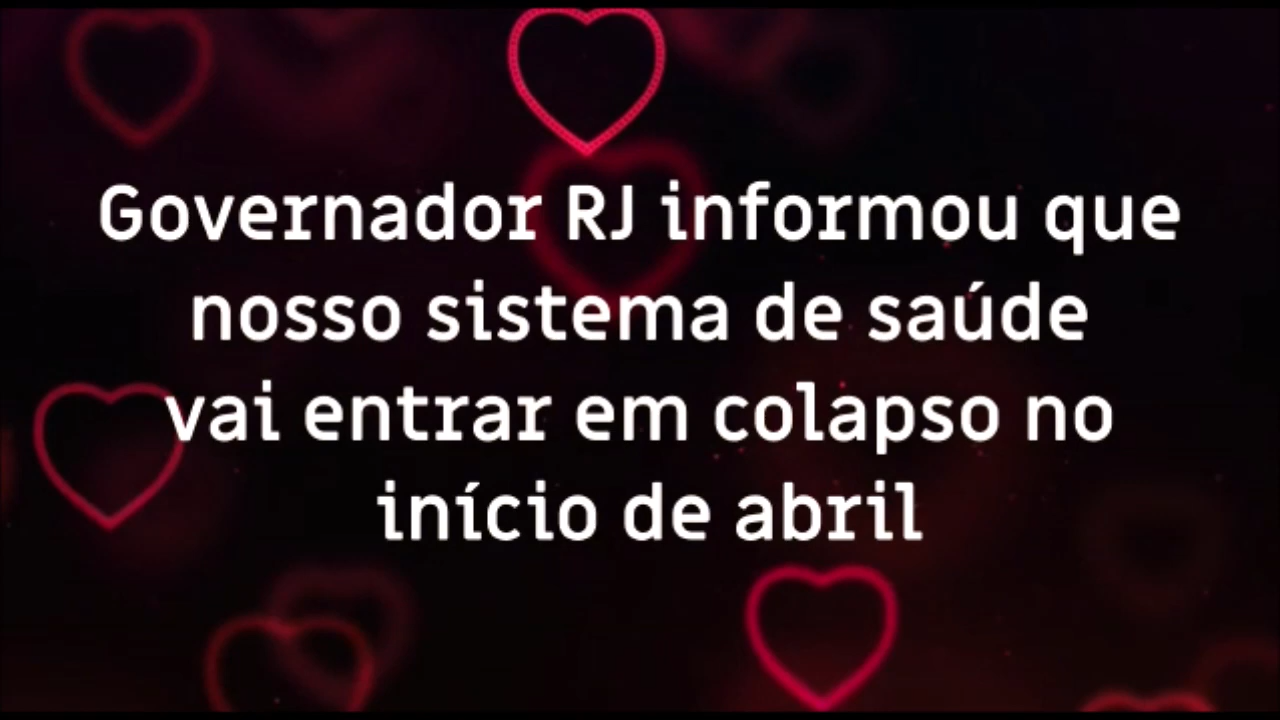 Governador RJ informou que
nosso sistema de saúde
vai entrar em colapso no
início de abril